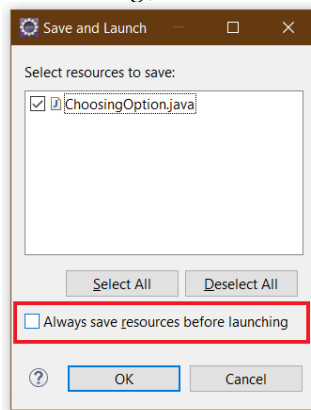 Save and Launch
Select resources to save:
ChoosingOption.java
Select All Deselect All
Always save resources before launching
OK Cancel